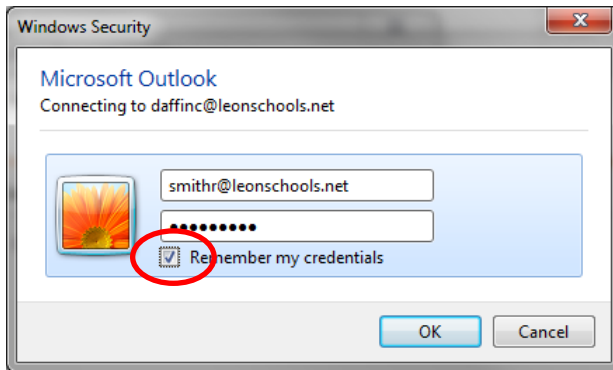 Windows Security
Microsoft Outlook
Connecting to daffinc@leonschools.net
smithr@leonschools.net
●●●●●●●●●
Remember my credentials
OK Cancel